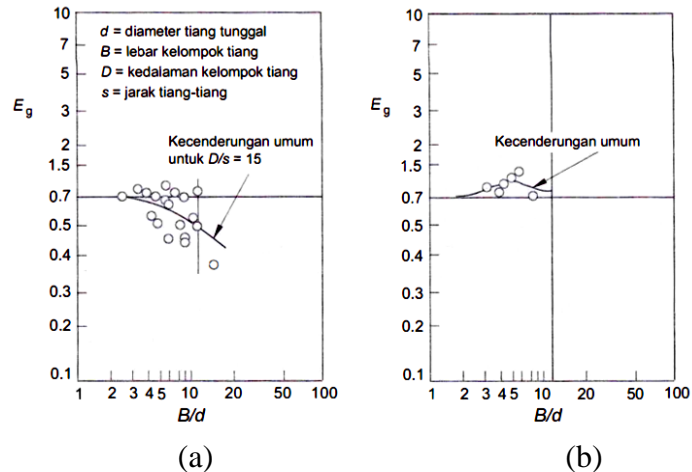 10
5
3
E_g
2
1.5
0.7
0.5
0.4
0.3
0.2
0.1
d = diameter tiang tunggal
B = lebar kelompok tiang
D = kedalaman kelompok tiang
s = jarak tiang-tiang
Kecenderungan umum
untuk D/s = 15
1 2 3 4 5 10 20 50 100
B/d
(a)
10
5
3
E_g
2
1.5
0.7
0.5
0.4
0.3
0.2
0.1
Kecenderungan umum
1 2 3 4 5 10 20 50 100
B/d
(b)